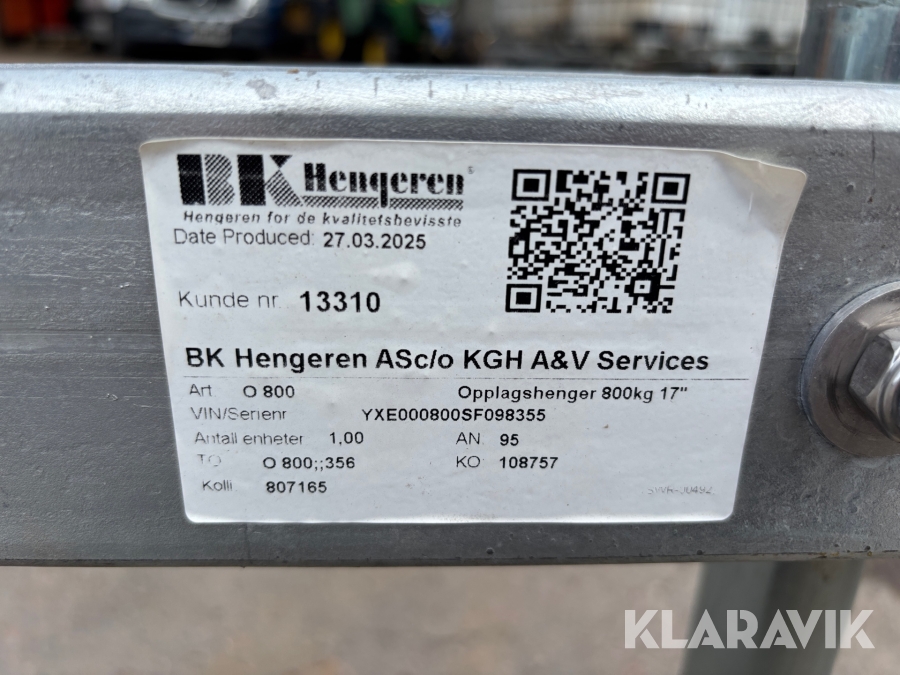 BK Hengeren
Hengeren for de kvalitetsbevisste
Date Produced: 27.03.2025
Kunde nr. 13310
BK Hengeren ASc/o KGH A&V Services
Art. O 800 Opplagshenger 800kg 17"
VIN/Serienr YXE000800SF098355
Antall enheter 1,00 AN 95
TO O 800;;356 KO 108757
Kolli 807165
KLARAVIK